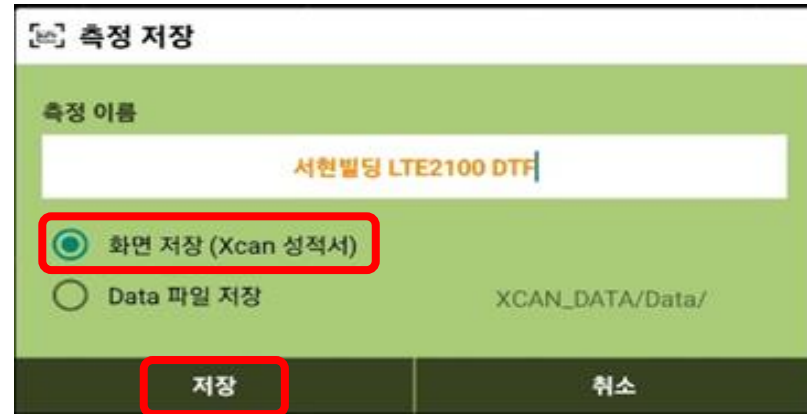 측정 저장
측정 이름
서현빌딩 LTE2100 DTF
화면 저장 (Xcan 성적서)
Data 파일 저장 XCAN_DATA/Data/
저장 취소